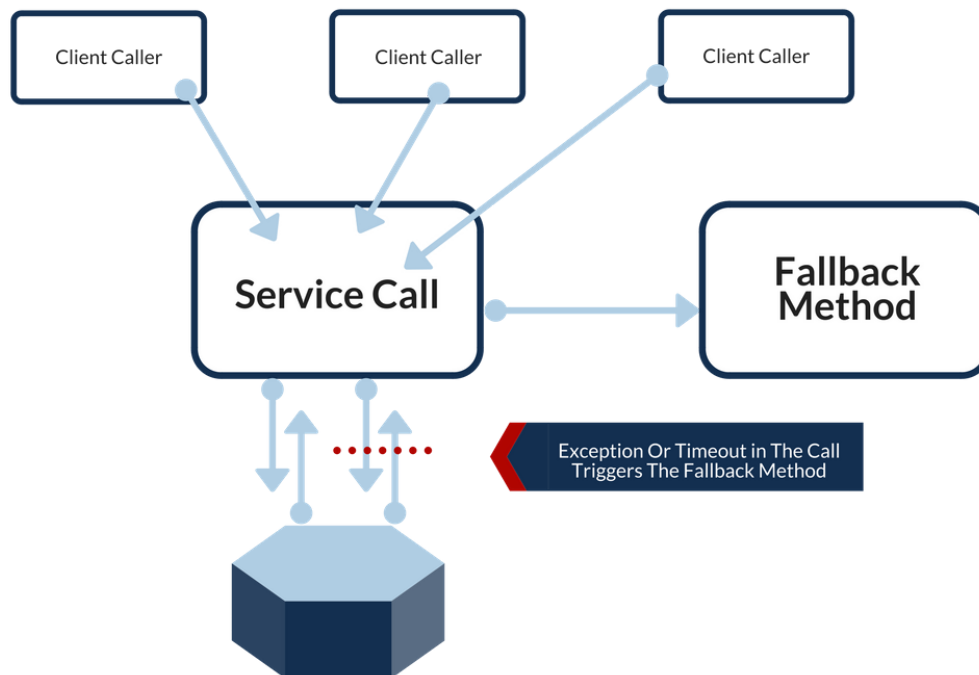 Client Caller
Client Caller
Client Caller
Service Call
Fallback
Method
Exception Or Timeout in The Call
Triggers The Fallback Method